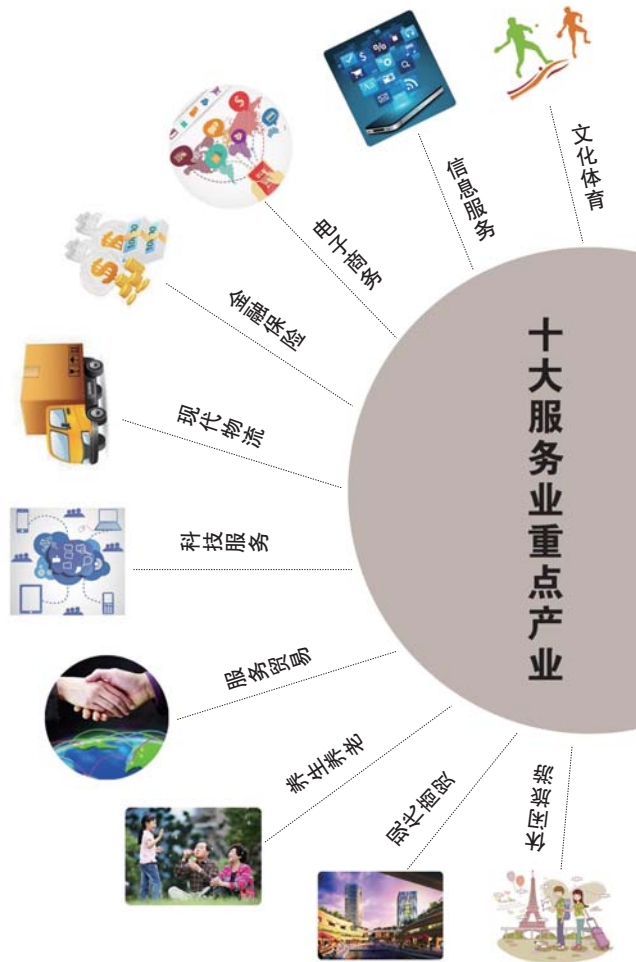 十大服务业重点产业
文化体育
信息服务
电子商务
金融保险
现代物流
科技服务
服务贸易
养生养老
现代商贸
休闲旅游